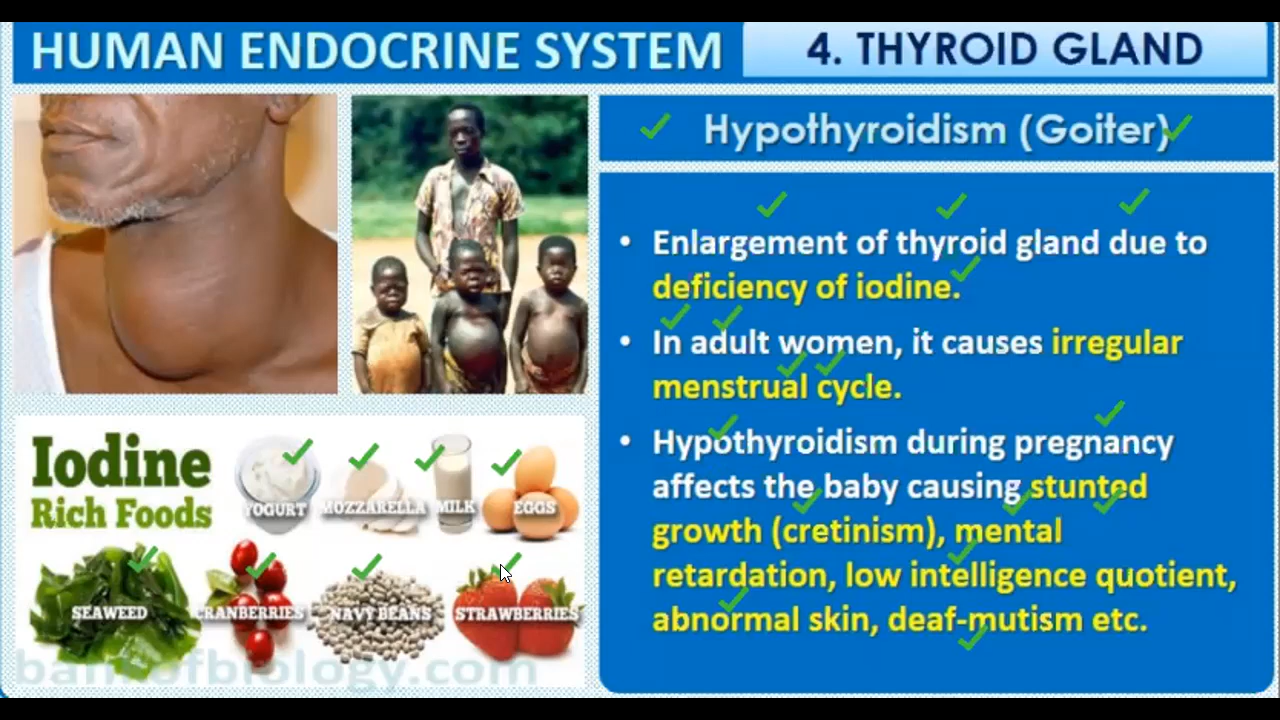 HUMAN ENDOCRINE SYSTEM
4. THYROID GLAND
Hypothyroidism (Goiter)
• Enlargement of thyroid gland due to
deficiency of iodine.
• In adult women, it causes irregular
menstrual cycle.
• Hypothyroidism during pregnancy
affects the baby causing stunted
growth (cretinism), mental
retardation, low intelligence quotient,
abnormal skin, deaf-mutism etc.
Iodine
Rich Foods
YOGURT
MOZZARELLA
MILK
EGGS
SEAWEED
CRANBERRIES
NAVY BEANS
STRAWBERRIES
bankofbiology.com